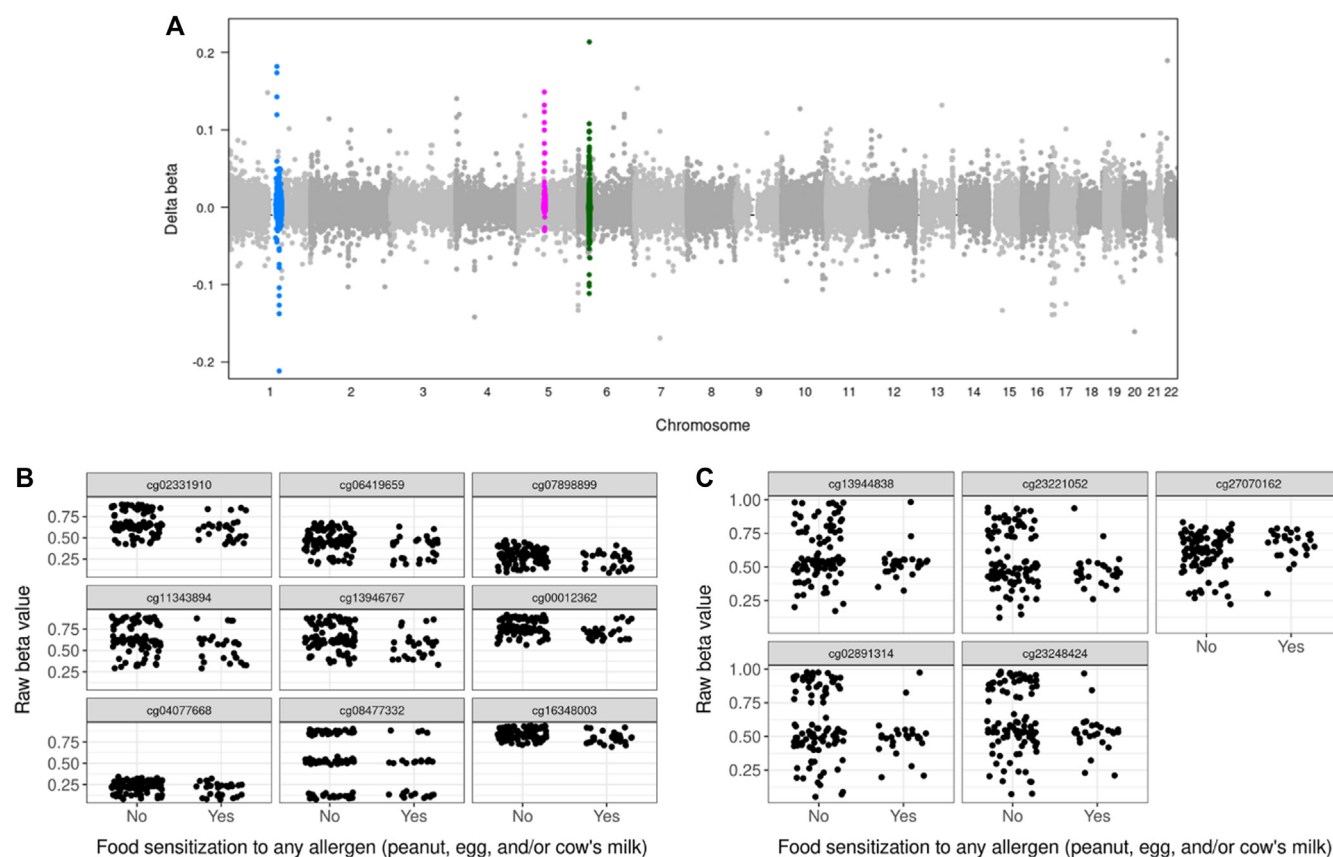 A
Delta beta
0.2
0.1
0.0
-0.1
-0.2
1 2 3 4 5 6 7 8 9 10 11 12 13 14 15 16 17 18 19 20 21 22
Chromosome
B
Raw beta value
cg02331910 cg06419659 cg07898899
0.75
0.50
0.25
cg11343894 cg13946767 cg00012362
0.75
0.50
0.25
cg04077668 cg08477332 cg16348003
0.75
0.50
0.25
No Yes No Yes No Yes
Food sensitization to any allergen (peanut, egg, and/or cow's milk)
C
Raw beta value
cg13944838 cg23221052 cg27070162
1.00
0.75
0.50
0.25
No Yes
cg02891314 cg23248424
1.00
0.75
0.50
0.25
No Yes No Yes
Food sensitization to any allergen (peanut, egg, and/or cow's milk)